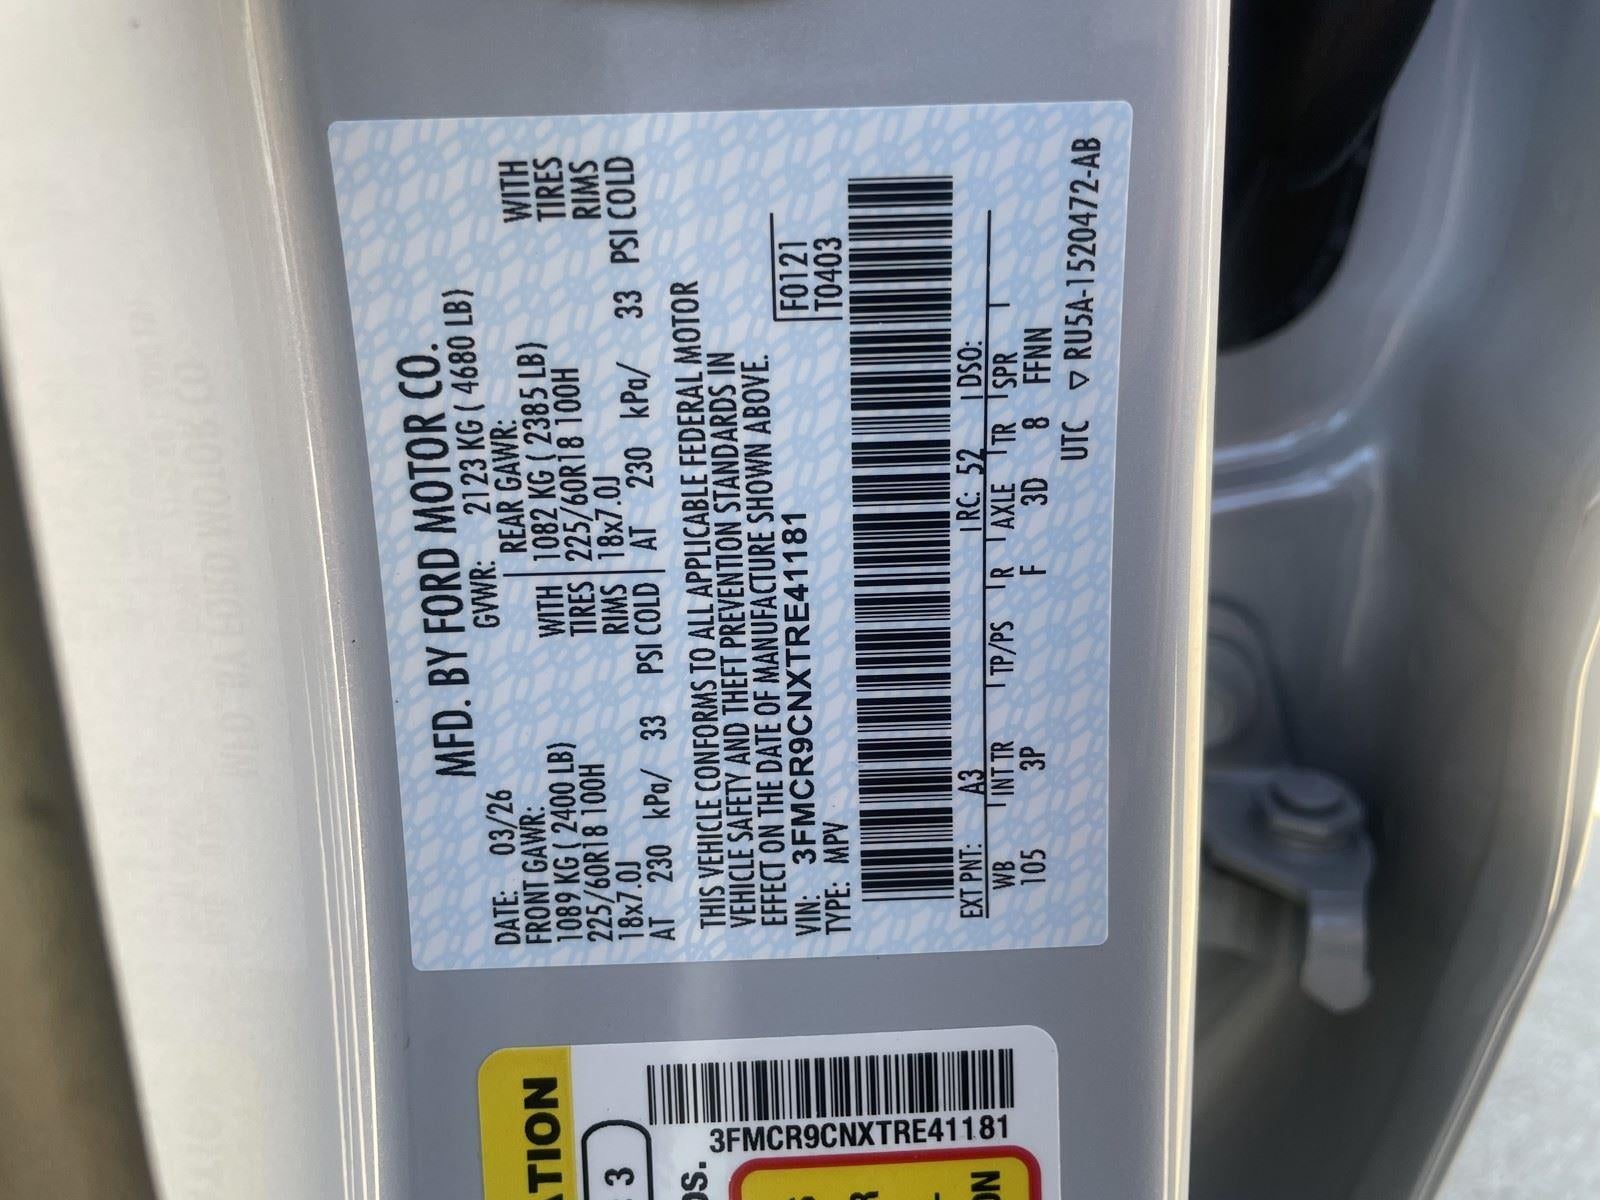 MFD. BY FORD MOTOR CO.
DATE: 03/26 GVWR: 2123 KG ( 4680 LB)
FRONT GAWR: REAR GAWR:
1089 KG ( 2400 LB) WITH 1082 KG ( 2385 LB) WITH
225/60R18 100H TIRES 225/60R18 100H TIRES
18x7.0J RIMS 18x7.0J RIMS
AT 230 kPa/ 33 PSI COLD AT 230 kPa/ 33 PSI COLD
THIS VEHICLE CONFORMS TO ALL APPLICABLE FEDERAL MOTOR
VEHICLE SAFETY AND THEFT PREVENTION STANDARDS IN
EFFECT ON THE DATE OF MANUFACTURE SHOWN ABOVE.
VIN: 3FMCR9CNXTRE41181 F0121
TYPE: MPV T0403
EXT PNT: A3 RC: 52 DSO:
WB INT TR TP/PS R AXLE TR SPR
105 3P F 3D 8 FFNN
UTC ▽ RU5A-1520472-AB
ATION
3
3FMCR9CNXTRE41181
os.
ON